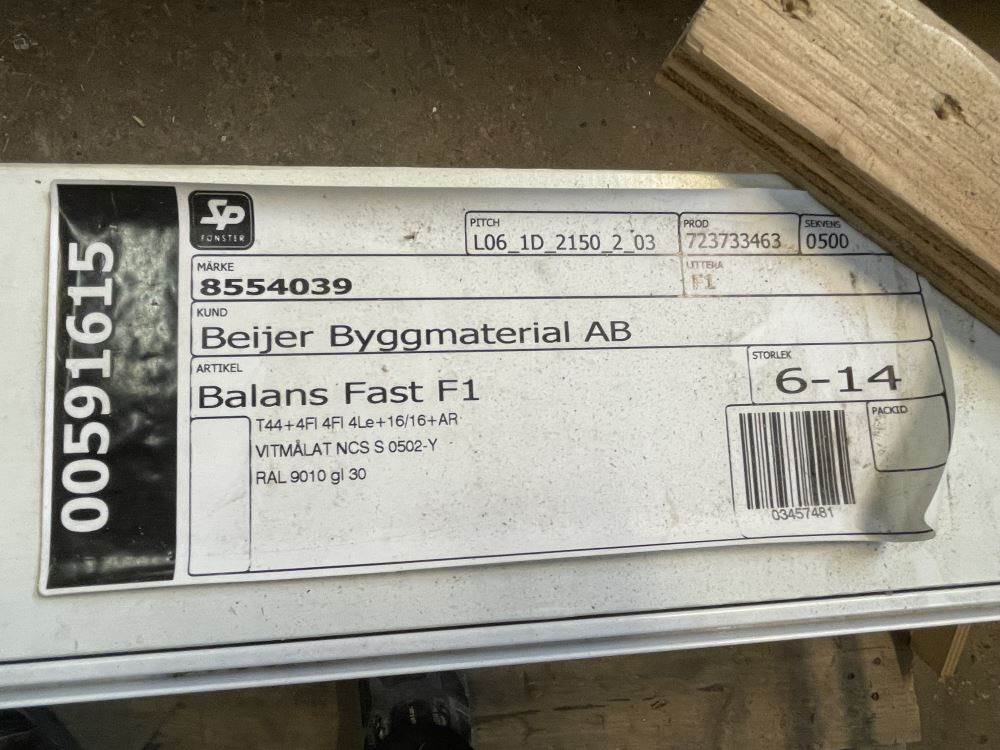 00591615
SP
FÖNSTER
PITCH
L06_1D_2150_2_03
PROD
723733463
SEKVENS
0500
MÄRKE
8554039
LITTERA
F1
KUND
Beijer Byggmaterial AB
ARTIKEL
Balans Fast F1
STORLEK
6-14
T44+4Fl 4Fl 4Le+16/16+AR
VITMÅLAT NCS S 0502-Y
RAL 9010 gl 30
PACKID
03457481